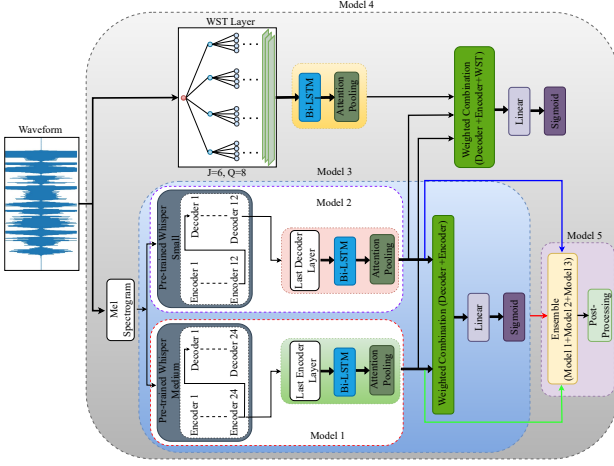 Model 4
WST Layer
J=6, Q=8
Bi-LSTM
Attention
Pooling
Weighted Combination
(Decoder +Encoder+WST)
Linear
Sigmoid
Waveform
Mel
Spectrogram
Model 3
Model 2
Pre-trained Whisper
Small
Decoder 1
Decoder 12
Encoder 1
Encoder 12
Last Decoder
Layer
Bi-LSTM
Attention
Pooling
Weighted Combination (Decoder +Encoder)
Linear
Sigmoid
Pre-trained Whisper
Medium
Decoder 1
Decoder 24
Encoder 1
Encoder 24
Last Encoder
Layer
Bi-LSTM
Attention
Pooling
Model 1
Model 5
Ensemble
(Model 1+Model 2+Model 3)
Post-
Processing